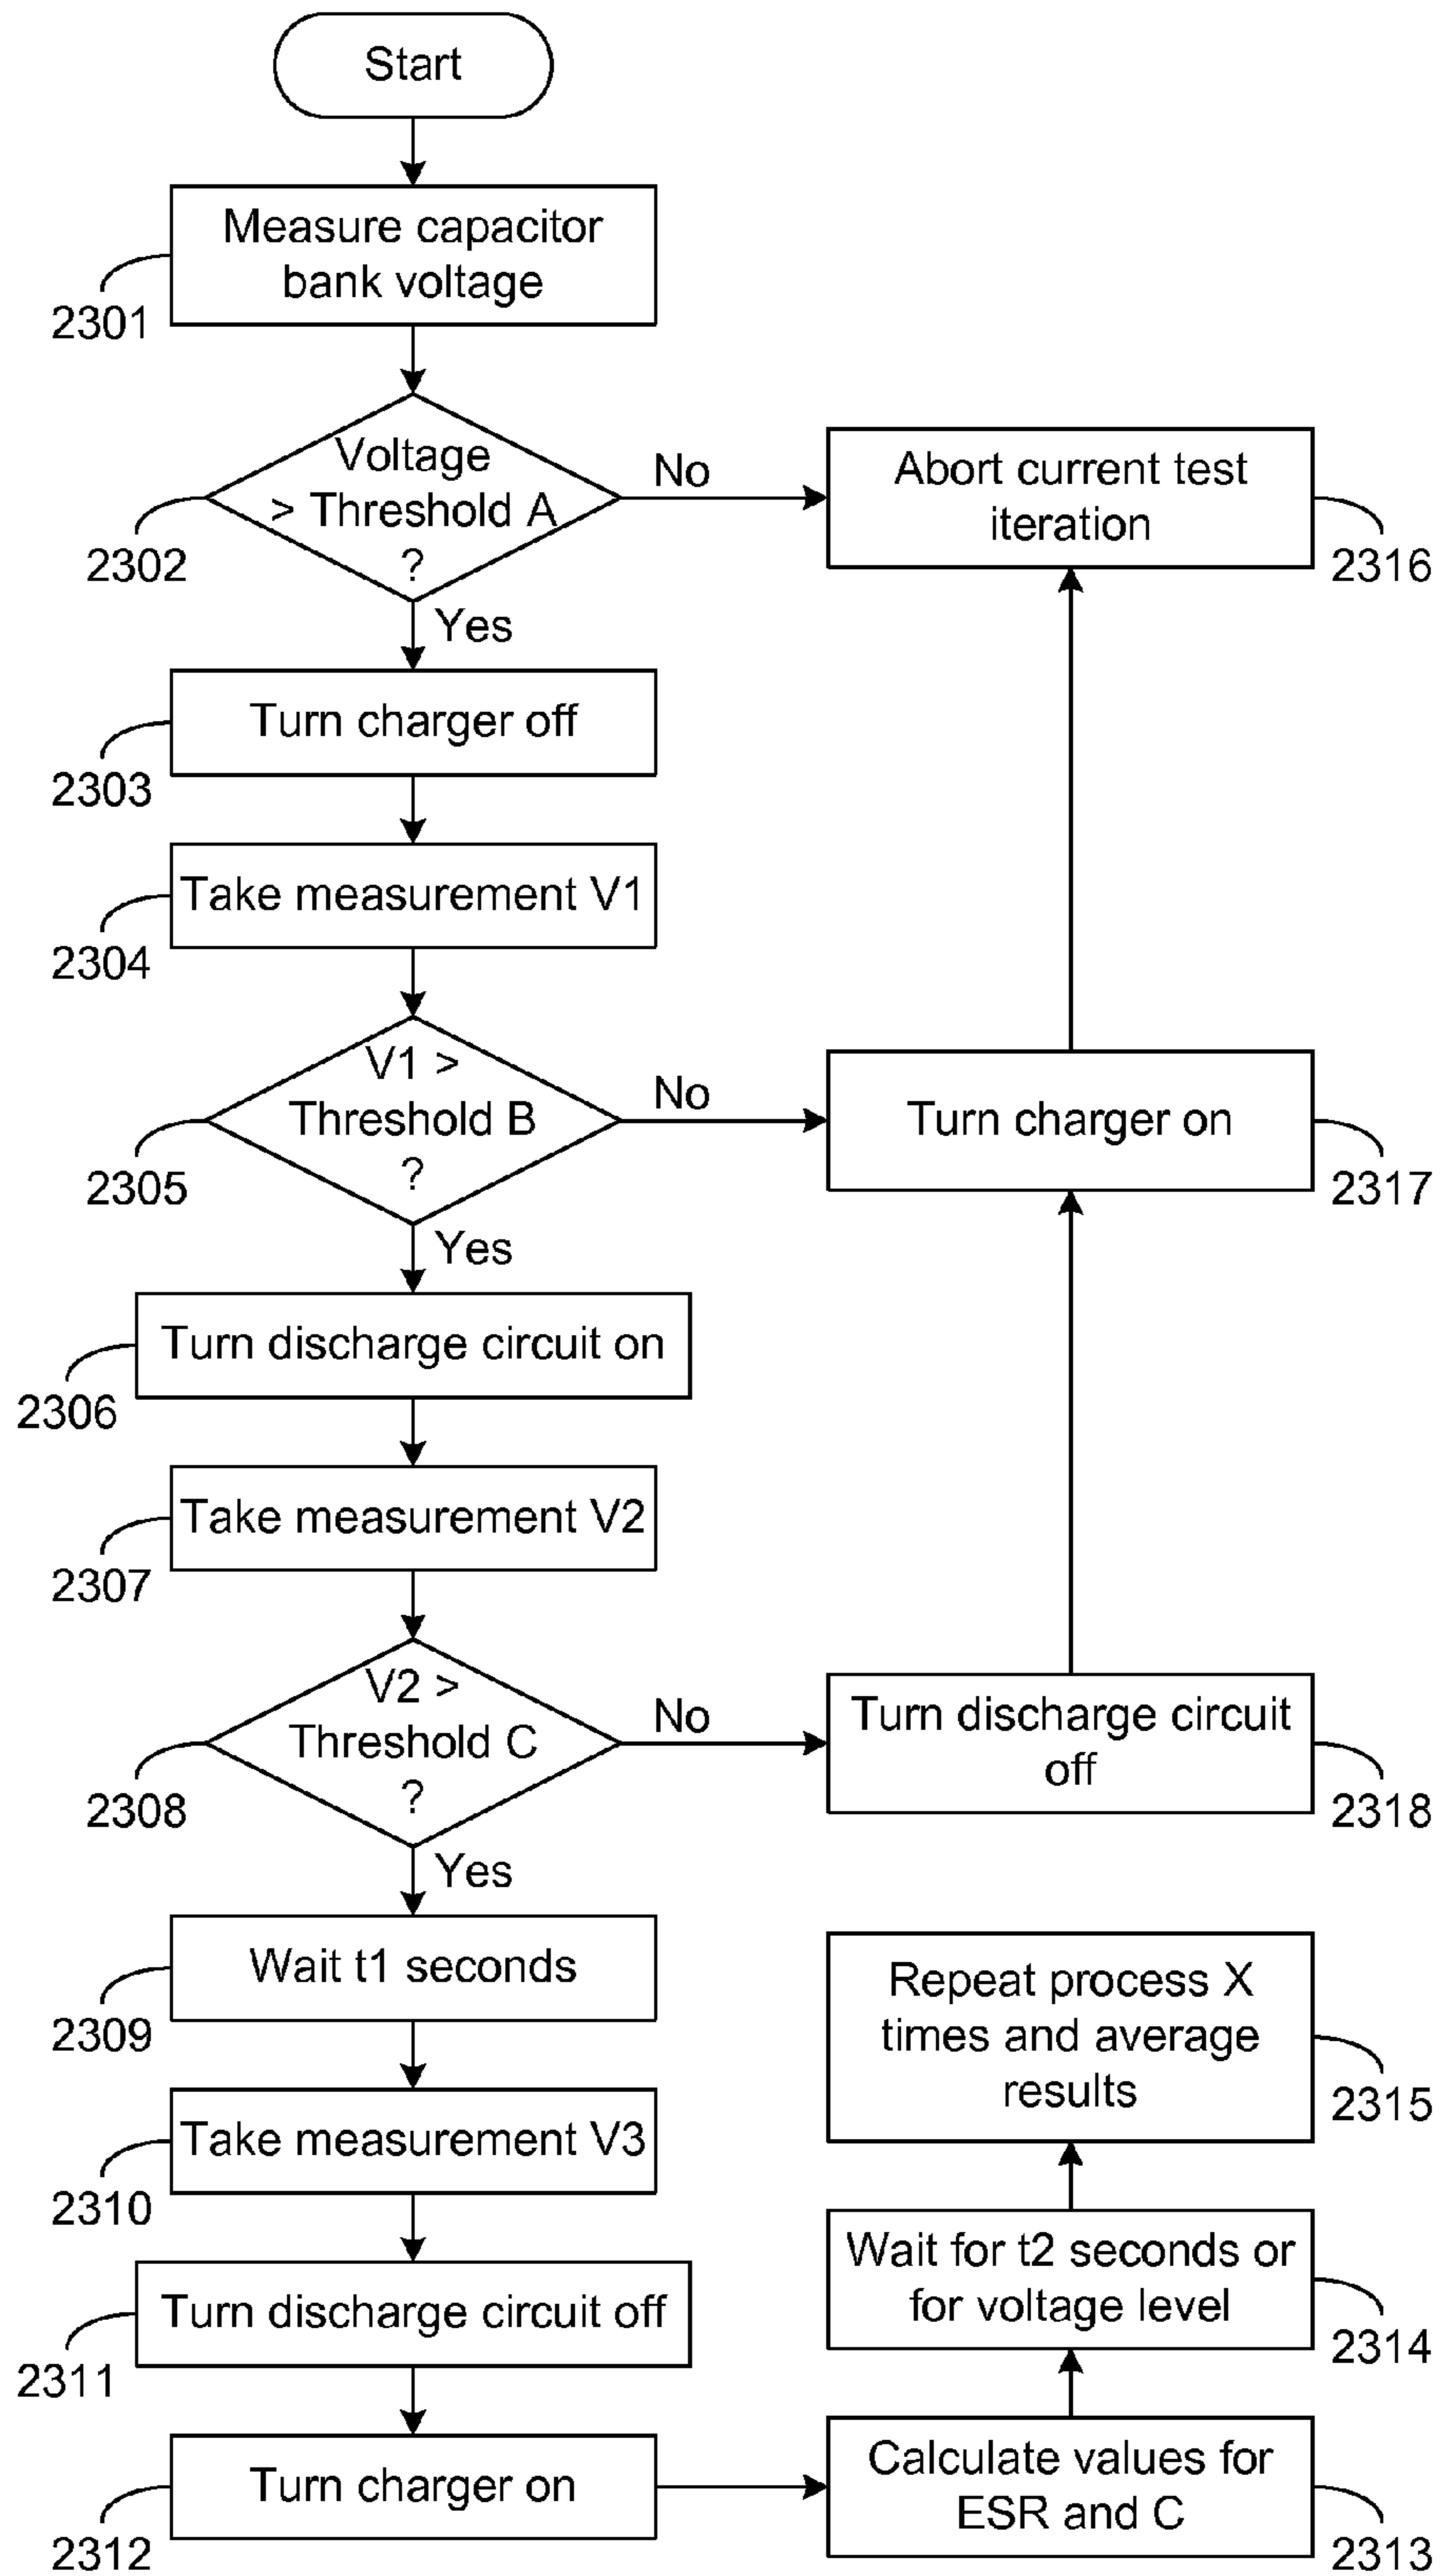 Start
Measure capacitor
bank voltage
2301
Voltage
> Threshold A
?
2302
No
Abort current test
iteration
2316
Yes
Turn charger off
2303
Take measurement V1
2304
V1 >
Threshold B
?
2305
No
Turn charger on
2317
Yes
Turn discharge circuit on
2306
Take measurement V2
2307
V2 >
Threshold C
?
2308
No
Turn discharge circuit
off
2318
Yes
Wait t1 seconds
2309
Take measurement V3
2310
Turn discharge circuit off
2311
Turn charger on
2312
Calculate values for
ESR and C
2313
Wait for t2 seconds or
for voltage level
2314
Repeat process X
times and average
results
2315